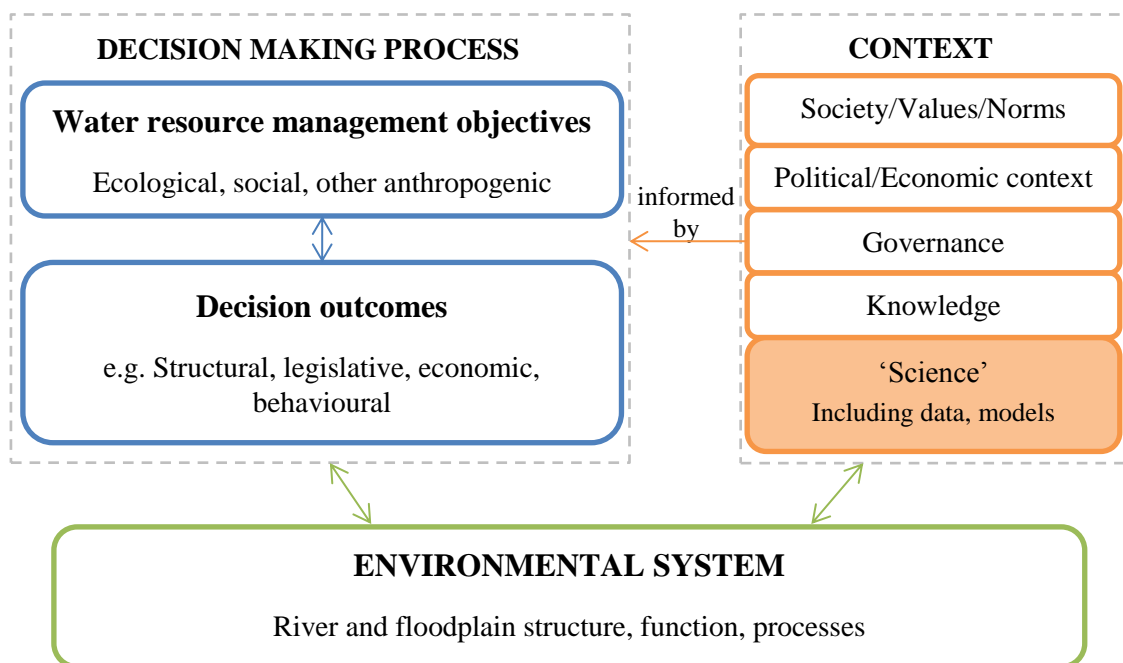 DECISION MAKING PROCESS
Water resource management objectives
Ecological, social, other anthropogenic
Decision outcomes
e.g. Structural, legislative, economic,
behavioural
informed
by
CONTEXT
Society/Values/Norms
Political/Economic context
Governance
Knowledge
‘Science’
Including data, models
ENVIRONMENTAL SYSTEM
River and floodplain structure, function, processes